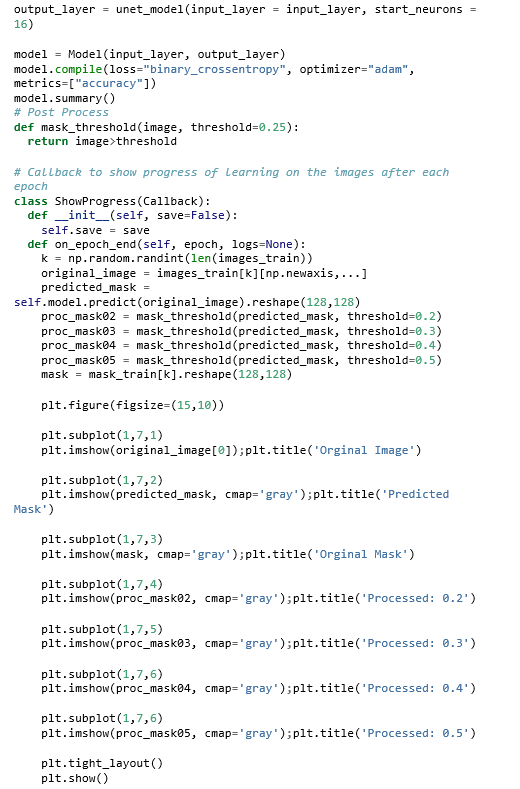 output_layer = unet_model(input_layer = input_layer, start_neurons =
16)
model = Model(input_layer, output_layer)
model.compile(loss="binary_crossentropy", optimizer="adam",
metrics=["accuracy"])
model.summary()
# Post Process
def mask_threshold(image, threshold=0.25):
  return image>threshold
# Callback to show progress of learning on the images after each
epoch
class ShowProgress(Callback):
  def __init__(self, save=False):
    self.save = save
  def on_epoch_end(self, epoch, logs=None):
    k = np.random.randint(len(images_train))
    original_image = images_train[k][np.newaxis,...]
    predicted_mask =
self.model.predict(original_image).reshape(128,128)
    proc_mask02 = mask_threshold(predicted_mask, threshold=0.2)
    proc_mask03 = mask_threshold(predicted_mask, threshold=0.3)
    proc_mask04 = mask_threshold(predicted_mask, threshold=0.4)
    proc_mask05 = mask_threshold(predicted_mask, threshold=0.5)
    mask = mask_train[k].reshape(128,128)
    plt.figure(figsize=(15,10))
    plt.subplot(1,7,1)
    plt.imshow(original_image[0]);plt.title('Orginal Image')
    plt.subplot(1,7,2)
    plt.imshow(predicted_mask, cmap='gray');plt.title('Predicted
Mask')
    plt.subplot(1,7,3)
    plt.imshow(mask, cmap='gray');plt.title('Orginal Mask')
    plt.subplot(1,7,4)
    plt.imshow(proc_mask02, cmap='gray');plt.title('Processed: 0.2')
    plt.subplot(1,7,5)
    plt.imshow(proc_mask03, cmap='gray');plt.title('Processed: 0.3')
    plt.subplot(1,7,6)
    plt.imshow(proc_mask04, cmap='gray');plt.title('Processed: 0.4')
    plt.subplot(1,7,6)
    plt.imshow(proc_mask05, cmap='gray');plt.title('Processed: 0.5')
    plt.tight_layout()
    plt.show()